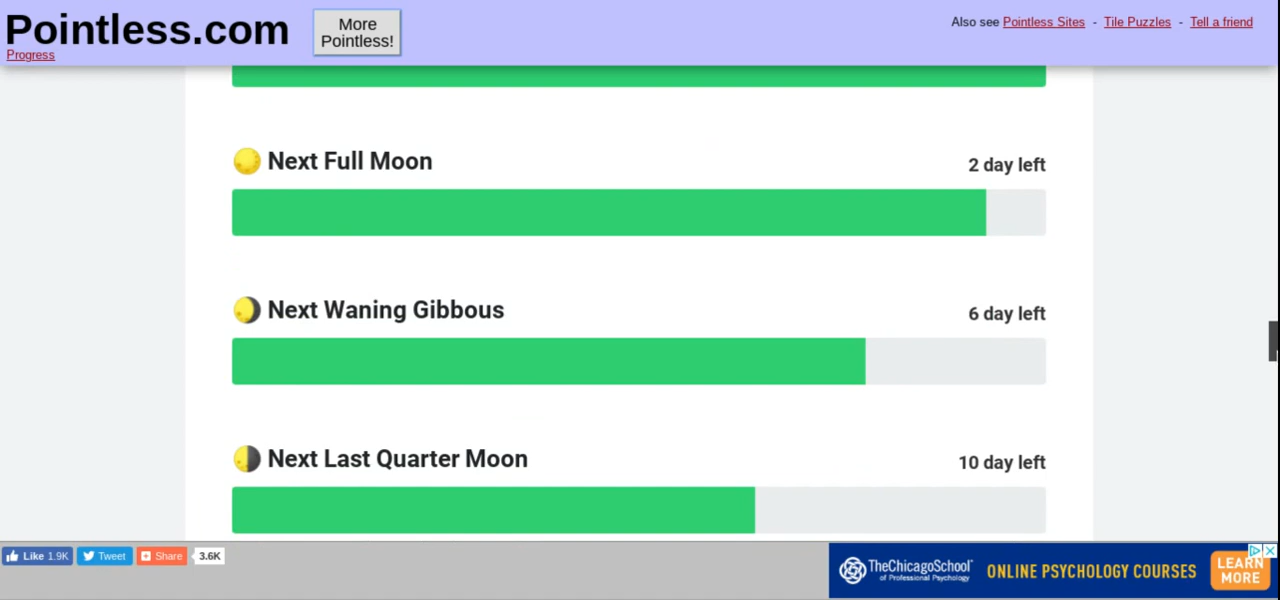 Pointless.com
More
Pointless!
Also see Pointless Sites - Tile Puzzles - Tell a friend
Progress
Next Full Moon
2 day left
Next Waning Gibbous
6 day left
Next Last Quarter Moon
10 day left
Like 1.9K
Tweet
Share
3.6K
TheChicagoSchool
of Professional Psychology
ONLINE PSYCHOLOGY COURSES
LEARN
MORE